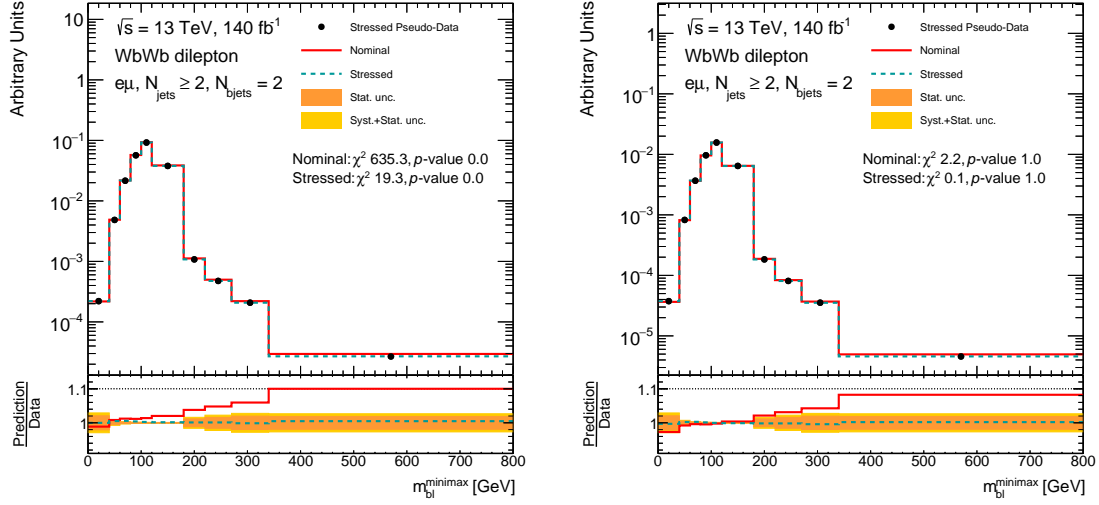 Arbitrary Units
10
1
10⁻¹
10⁻²
10⁻³
10⁻⁴
√s = 13 TeV, 140 fb⁻¹
WbWb dilepton
eμ, N_jets ≥ 2, N_bjets = 2
Stressed Pseudo-Data
Nominal
Stressed
Stat. unc.
Syst.+Stat. unc.
Nominal: χ² 635.3, p-value 0.0
Stressed: χ² 19.3, p-value 0.0
Prediction
Data
1.1
1
0 100 200 300 400 500 600 700 800
m_bl^minimax [GeV]
Arbitrary Units
1
10⁻¹
10⁻²
10⁻³
10⁻⁴
10⁻⁵
√s = 13 TeV, 140 fb⁻¹
WbWb dilepton
eμ, N_jets ≥ 2, N_bjets = 2
Stressed Pseudo-Data
Nominal
Stressed
Stat. unc.
Syst.+Stat. unc.
Nominal: χ² 2.2, p-value 1.0
Stressed: χ² 0.1, p-value 1.0
Prediction
Data
1.1
1
0 100 200 300 400 500 600 700 800
m_bl^minimax [GeV]